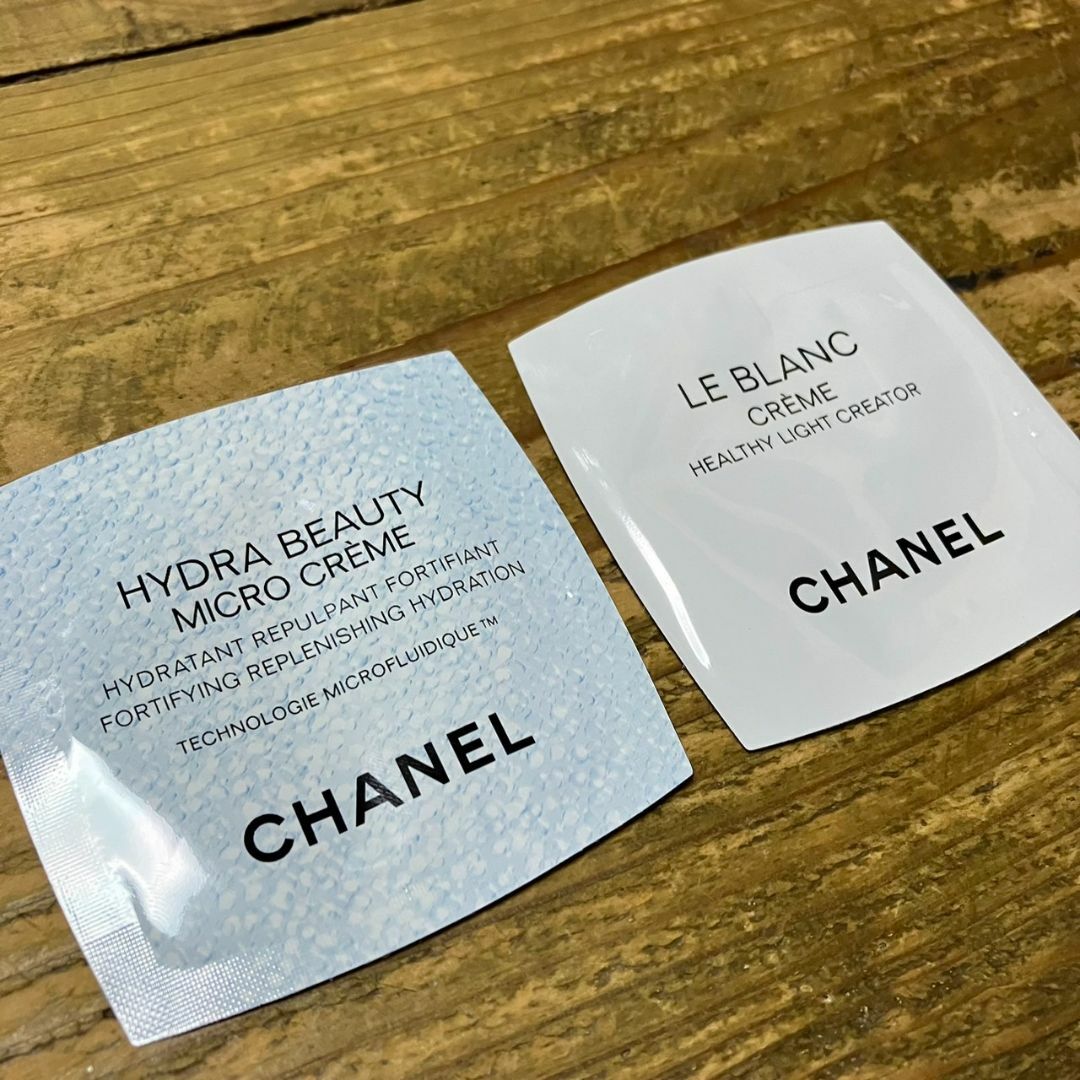 HYDRA BEAUTY
MICRO CRÈME
HYDRATANT REPULPANT FORTIFIANT
FORTIFYING REPLENISHING HYDRATION
TECHNOLOGIE MICROFLUIDIQUE™
CHANEL
LE BLANC
CRÈME
HEALTHY LIGHT CREATOR
CHANEL